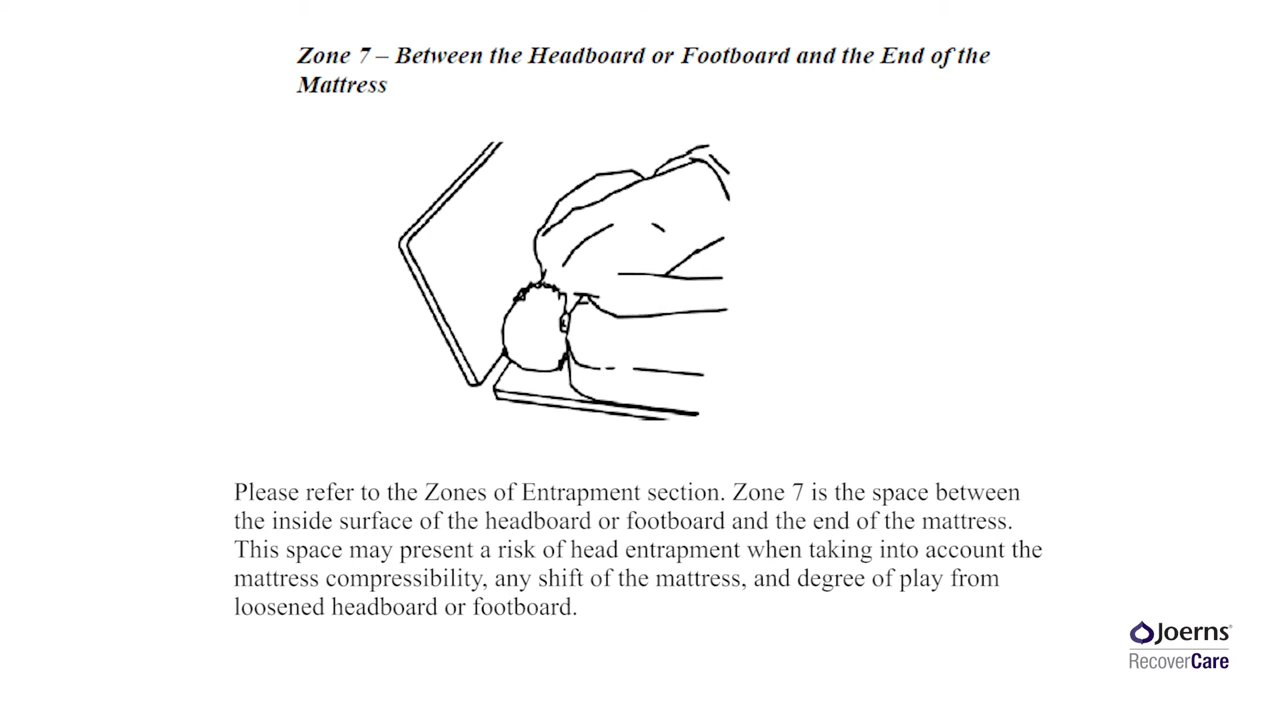 Zone 7 – Between the Headboard or Footboard and the End of the
Mattress
Please refer to the Zones of Entrapment section. Zone 7 is the space between
the inside surface of the headboard or footboard and the end of the mattress.
This space may present a risk of head entrapment when taking into account the
mattress compressibility, any shift of the mattress, and degree of play from
loosened headboard or footboard.
Joerns®
RecoverCare